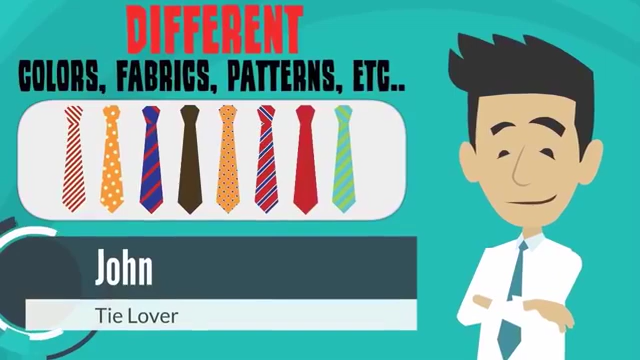 DIFFERENT
COLORS, FABRICS, PATTERNS, ETC..
John
Tie Lover